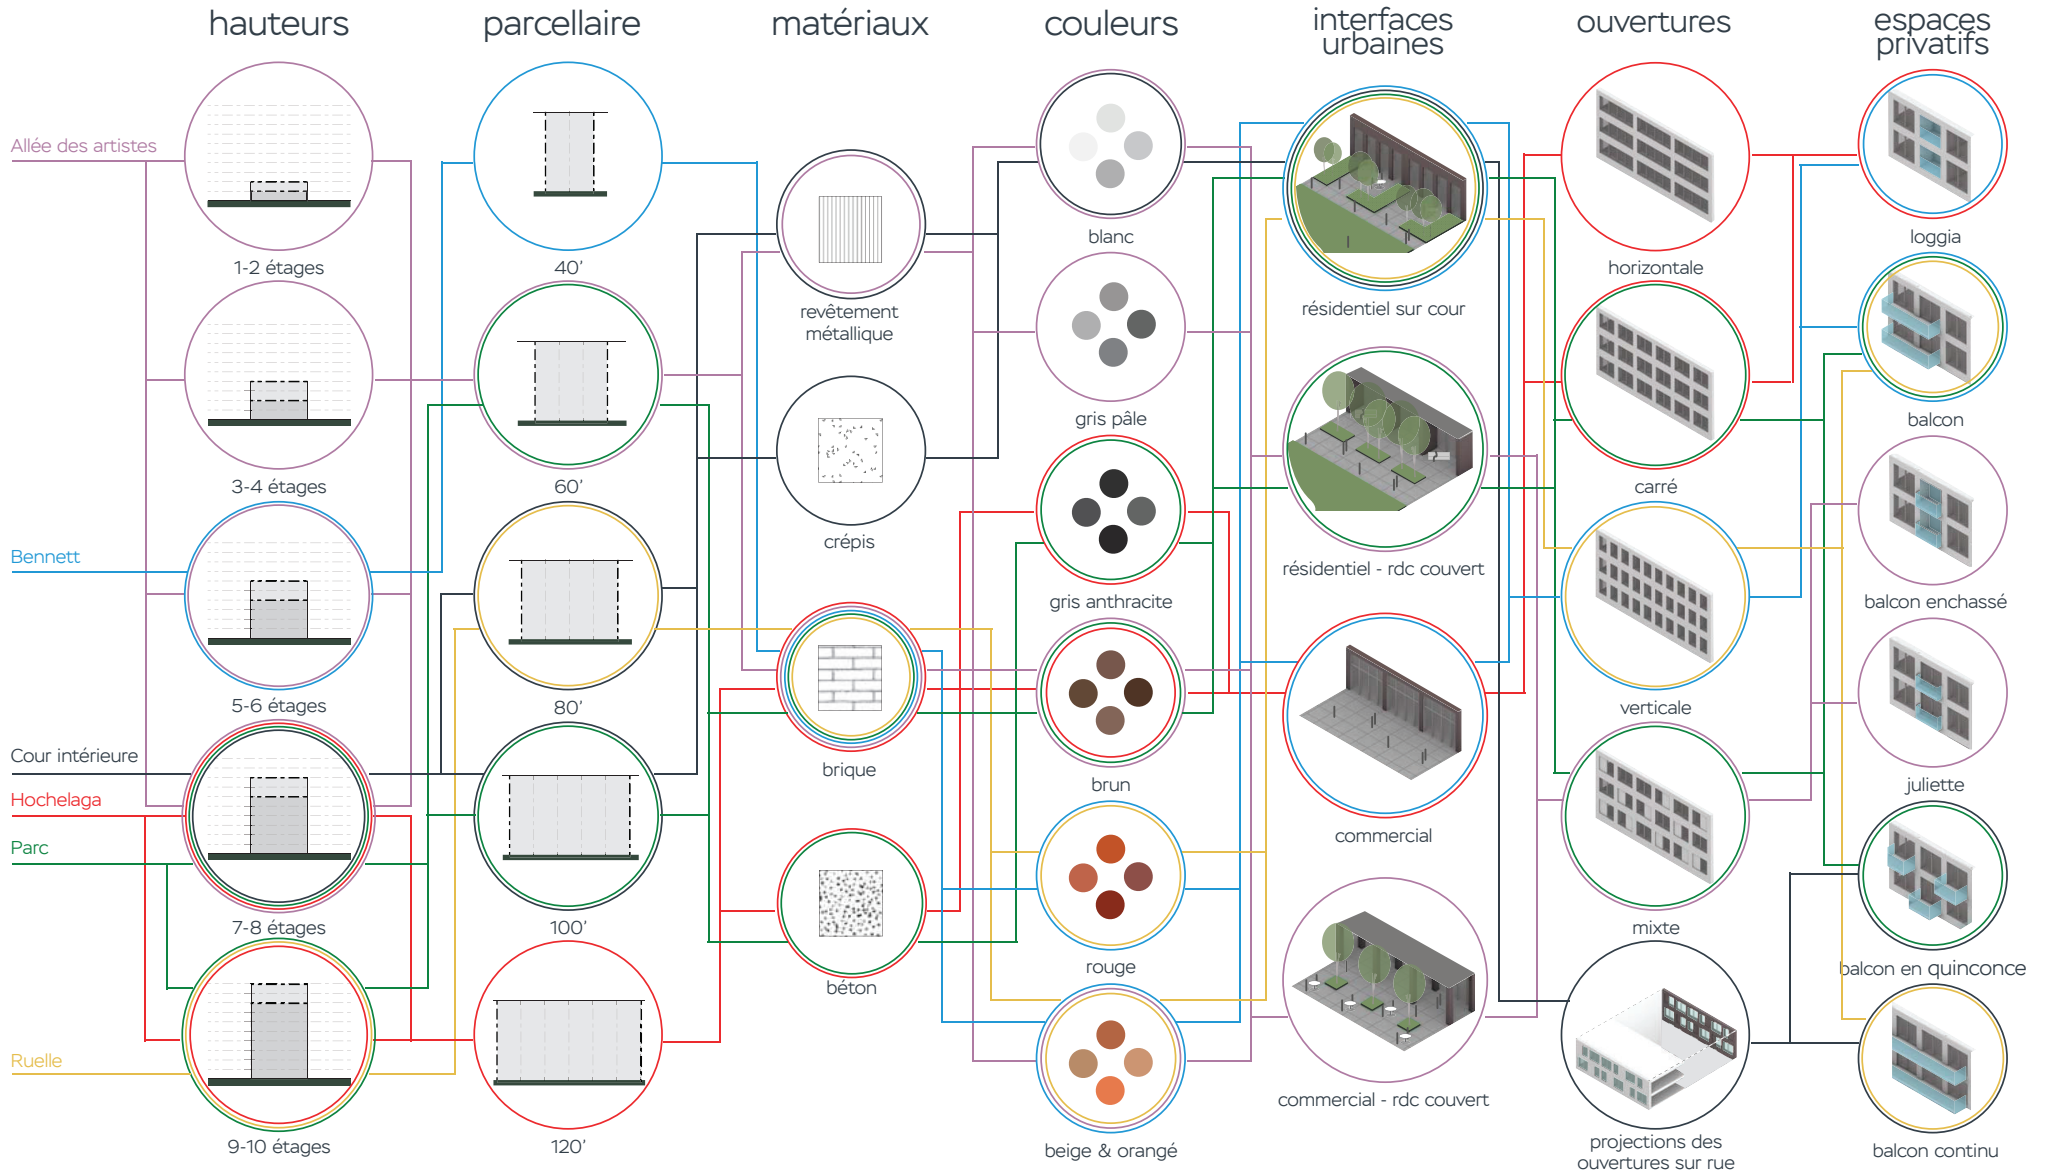 hauteurs
parcellaire
matériaux
couleurs
interfaces
urbaines
ouvertures
espaces
privatifs
Allée des artistes
Bennett
Cour intérieure
Hochelaga
Parc
Ruelle
1-2 étages
3-4 étages
5-6 étages
7-8 étages
9-10 étages
40'
60'
80'
100'
120'
revêtement
métallique
crépis
brique
béton
blanc
gris pâle
gris anthracite
brun
rouge
beige & orangé
résidentiel sur cour
résidentiel - rdc couvert
commercial
commercial - rdc couvert
horizontale
carré
verticale
mixte
projections des
ouvertures sur rue
loggia
balcon
balcon enchassé
juliette
balcon en quinconce
balcon continu